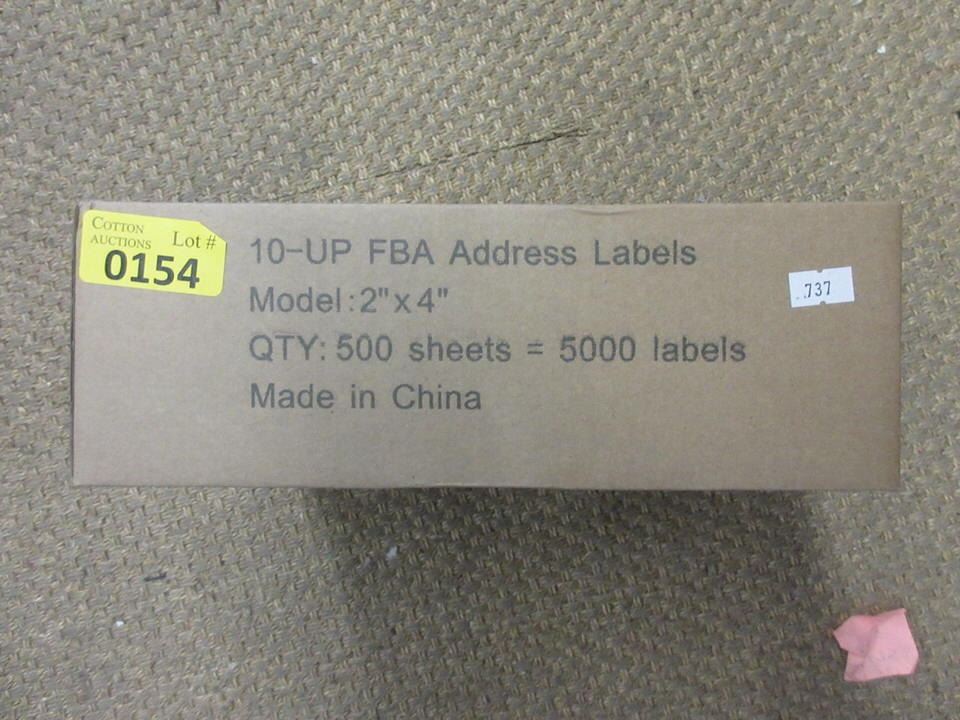 COTTON
AUCTIONS Lot #
0154
10-UP FBA Address Labels
Model:2"x4"
QTY: 500 sheets = 5000 labels
Made in China
737